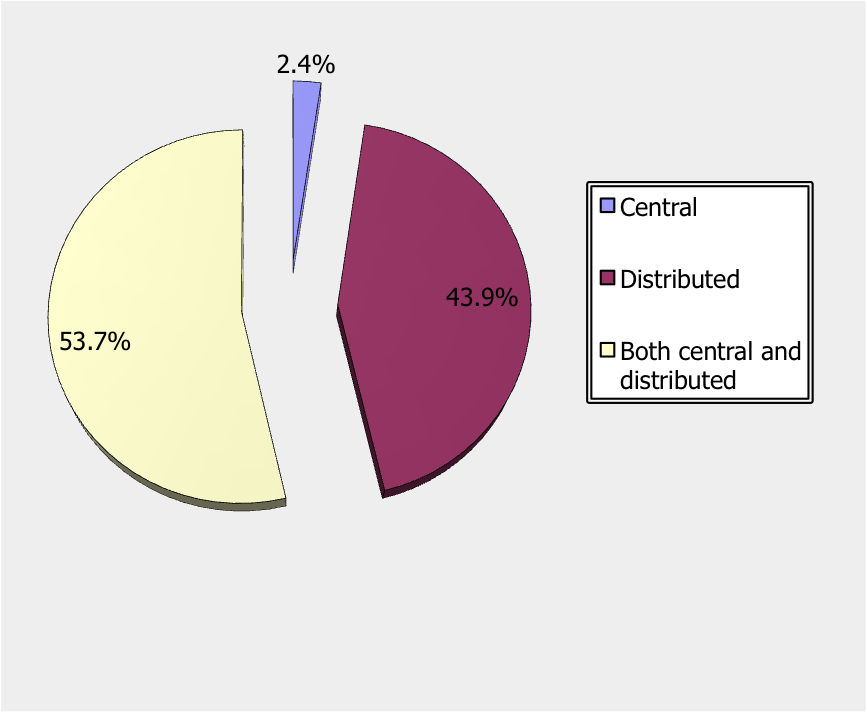 2.4%
43.9%
53.7%
Central
Distributed
Both central and
distributed